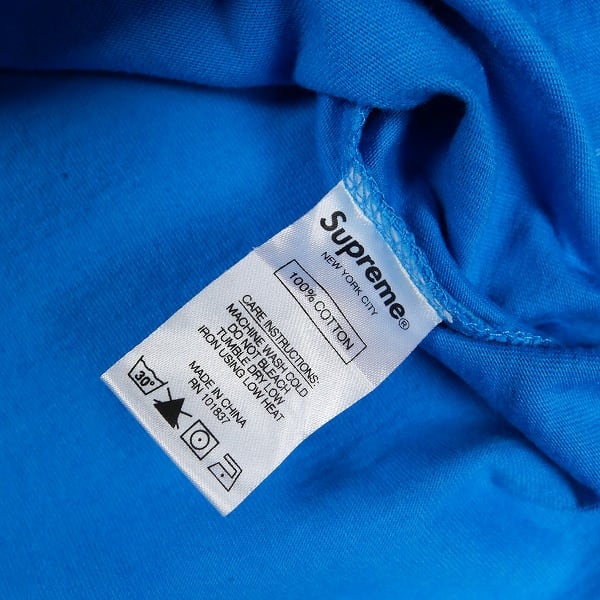 Supreme®
NEW YORK CITY
100% COTTON
CARE INSTRUCTIONS:
MACHINE WASH COLD
DO NOT BLEACH
TUMBLE DRY LOW
IRON USING LOW HEAT
MADE IN CHINA
RN 101837
30°